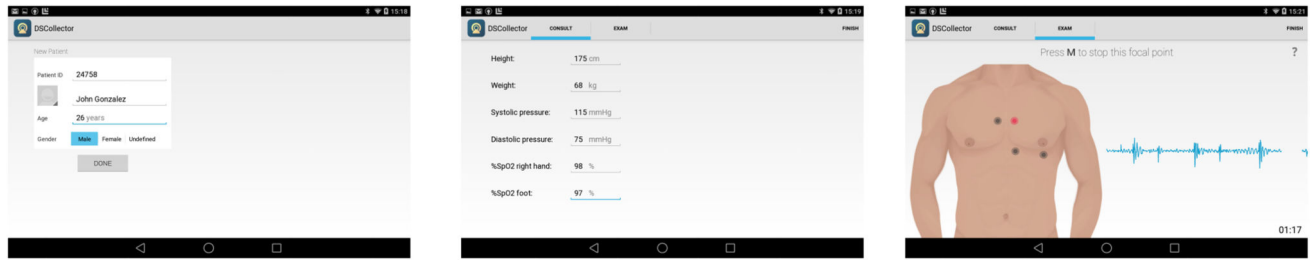 15:18
DSCollector
New Patient
Patient ID 24758
John Gonzalez
Age 26 years
Gender Male Female Undefined
DONE
15:19
DSCollector CONSULT EXAM FINISH
Height: 175 cm
Weight: 68 kg
Systolic pressure: 115 mmHg
Diastolic pressure: 75 mmHg
%SpO2 right hand: 98 %
%SpO2 foot: 97 %
15:21
DSCollector CONSULT EXAM FINISH
Press M to stop this focal point
?
01:17